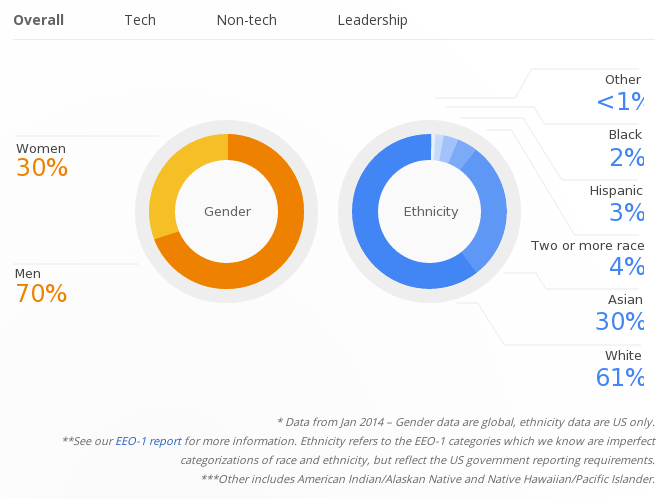 Overall Tech Non-tech Leadership
Other
<1%
Women
30%
Black
2%
Hispanic
3%
Gender
Ethnicity
Two or more race
4%
Men
70%
Asian
30%
White
61%
* Data from Jan 2014 – Gender data are global, ethnicity data are US only.
**See our EEO-1 report for more information. Ethnicity refers to the EEO-1 categories which we know are imperfect
categorizations of race and ethnicity, but reflect the US government reporting requirements.
***Other includes American Indian/Alaskan Native and Native Hawaiian/Pacific Islander.